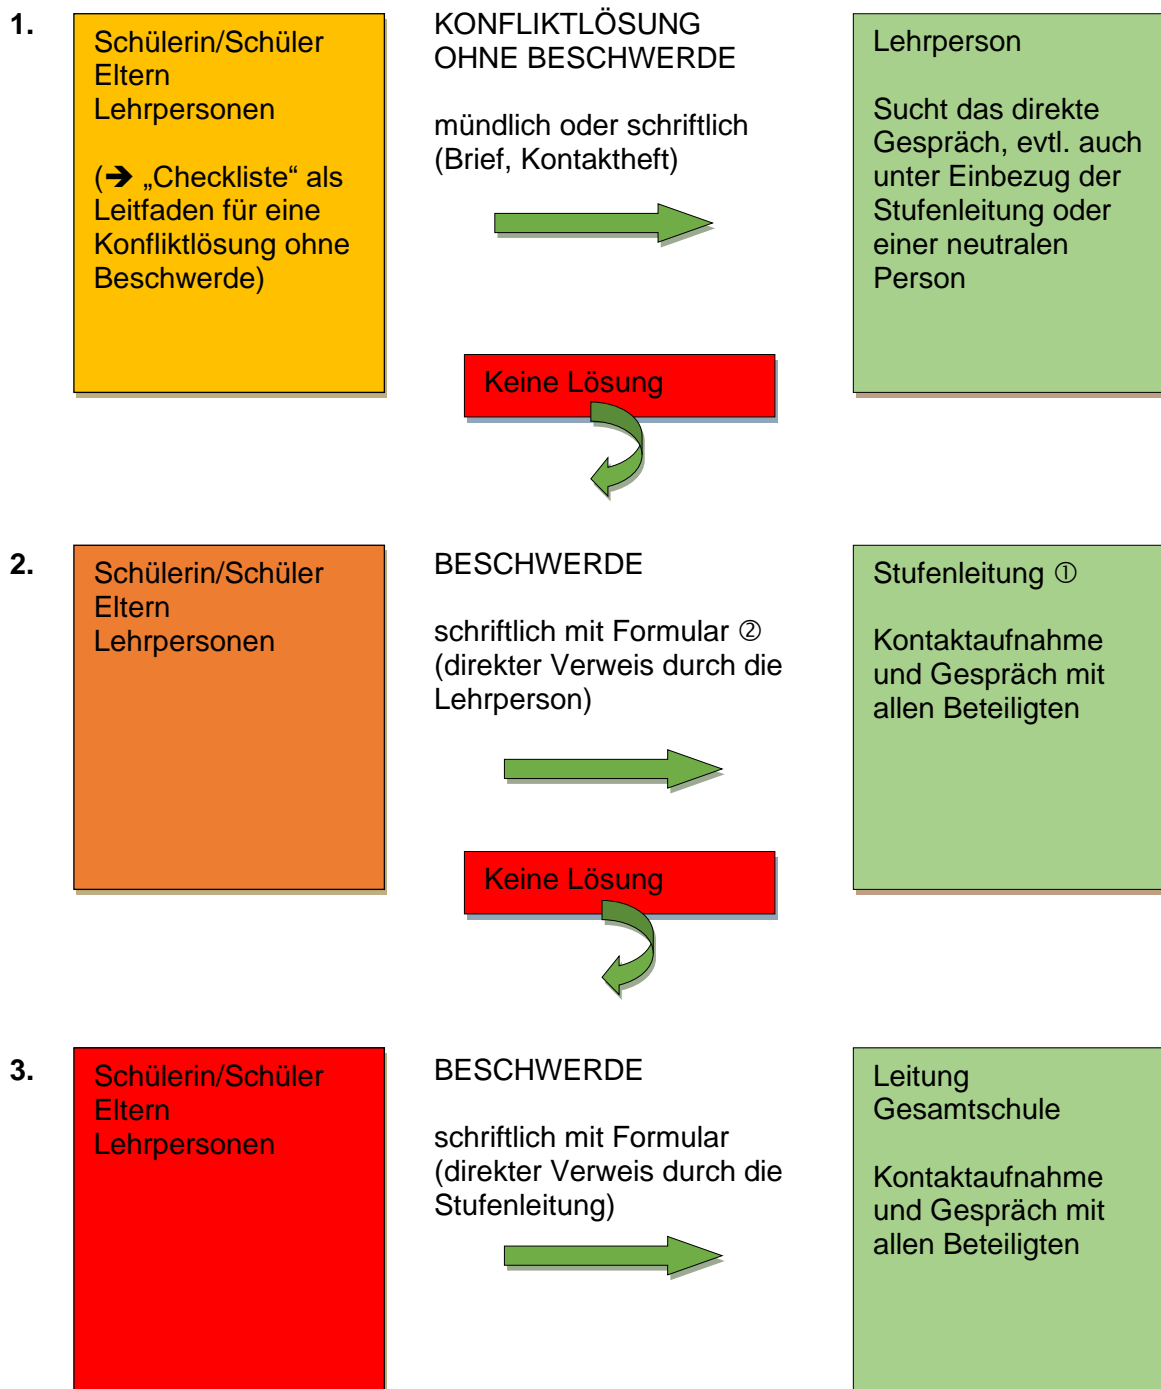 1.
Schülerin/Schüler
Eltern
Lehrpersonen
(➔ „Checkliste“ als
Leitfaden für eine
Konfliktlösung ohne
Beschwerde)
KONFLIKTLÖSUNG
OHNE BESCHWERDE
mündlich oder schriftlich
(Brief, Kontaktheft)
Lehrperson
Sucht das direkte
Gespräch, evtl. auch
unter Einbezug der
Stufenleitung oder
einer neutralen
Person
Keine Lösung
2.
Schülerin/Schüler
Eltern
Lehrpersonen
BESCHWERDE
schriftlich mit Formular ②
(direkter Verweis durch die
Lehrperson)
Stufenleitung ①
Kontaktaufnahme
und Gespräch mit
allen Beteiligten
Keine Lösung
3.
Schülerin/Schüler
Eltern
Lehrpersonen
BESCHWERDE
schriftlich mit Formular
(direkter Verweis durch die
Stufenleitung)
Leitung
Gesamtschule
Kontaktaufnahme
und Gespräch mit
allen Beteiligten